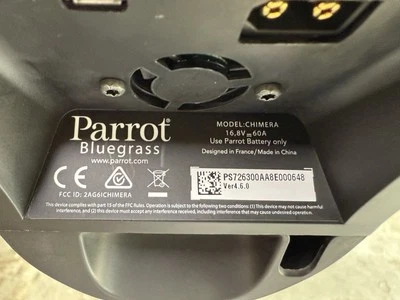 Parrot®
Bluegrass
www.parrot.com
MODEL:CHIMERA
16,8V⎓60A
Use Parrot Battery only
Designed in France/Made in China
CE
FCC ID: 2AG6ICHIMERA
PS726300AA8E000648
Ver4.6.0
This device complies with part 15 of the FFC Rules. Operation is subject to the following two conditions: (1) This device may not cause harmful
interference, and (2) this device must accept any interference received, including interference that may cause undesired operation.